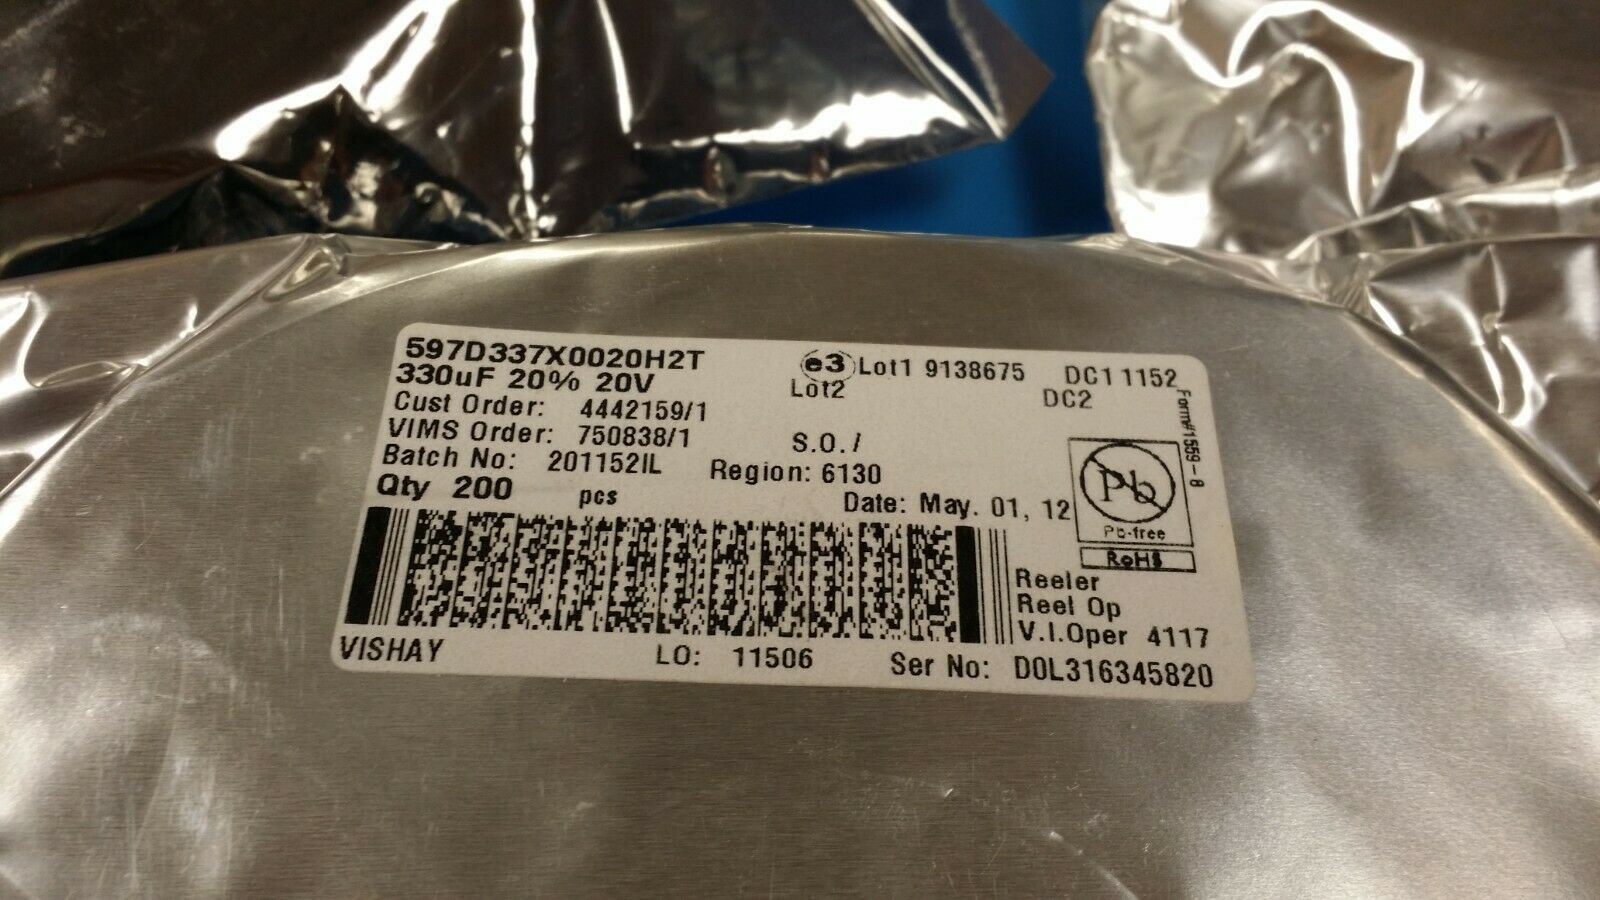 597D337X0020H2T
330uF 20% 20V
Cust Order: 4442159/1
VIMS Order: 750838/1
Batch No: 201152IL
Qty 200 pcs
e3 Lot1 9138675 DC1 1152
Lot2 DC2
S.O./
Region: 6130
Date: May. 01, 12
Form#1559-8
Pb
Pb-free
RoHS
Reeler
Reel Op
V.I.Oper 4117
VISHAY LO: 11506 Ser No: D0L316345820